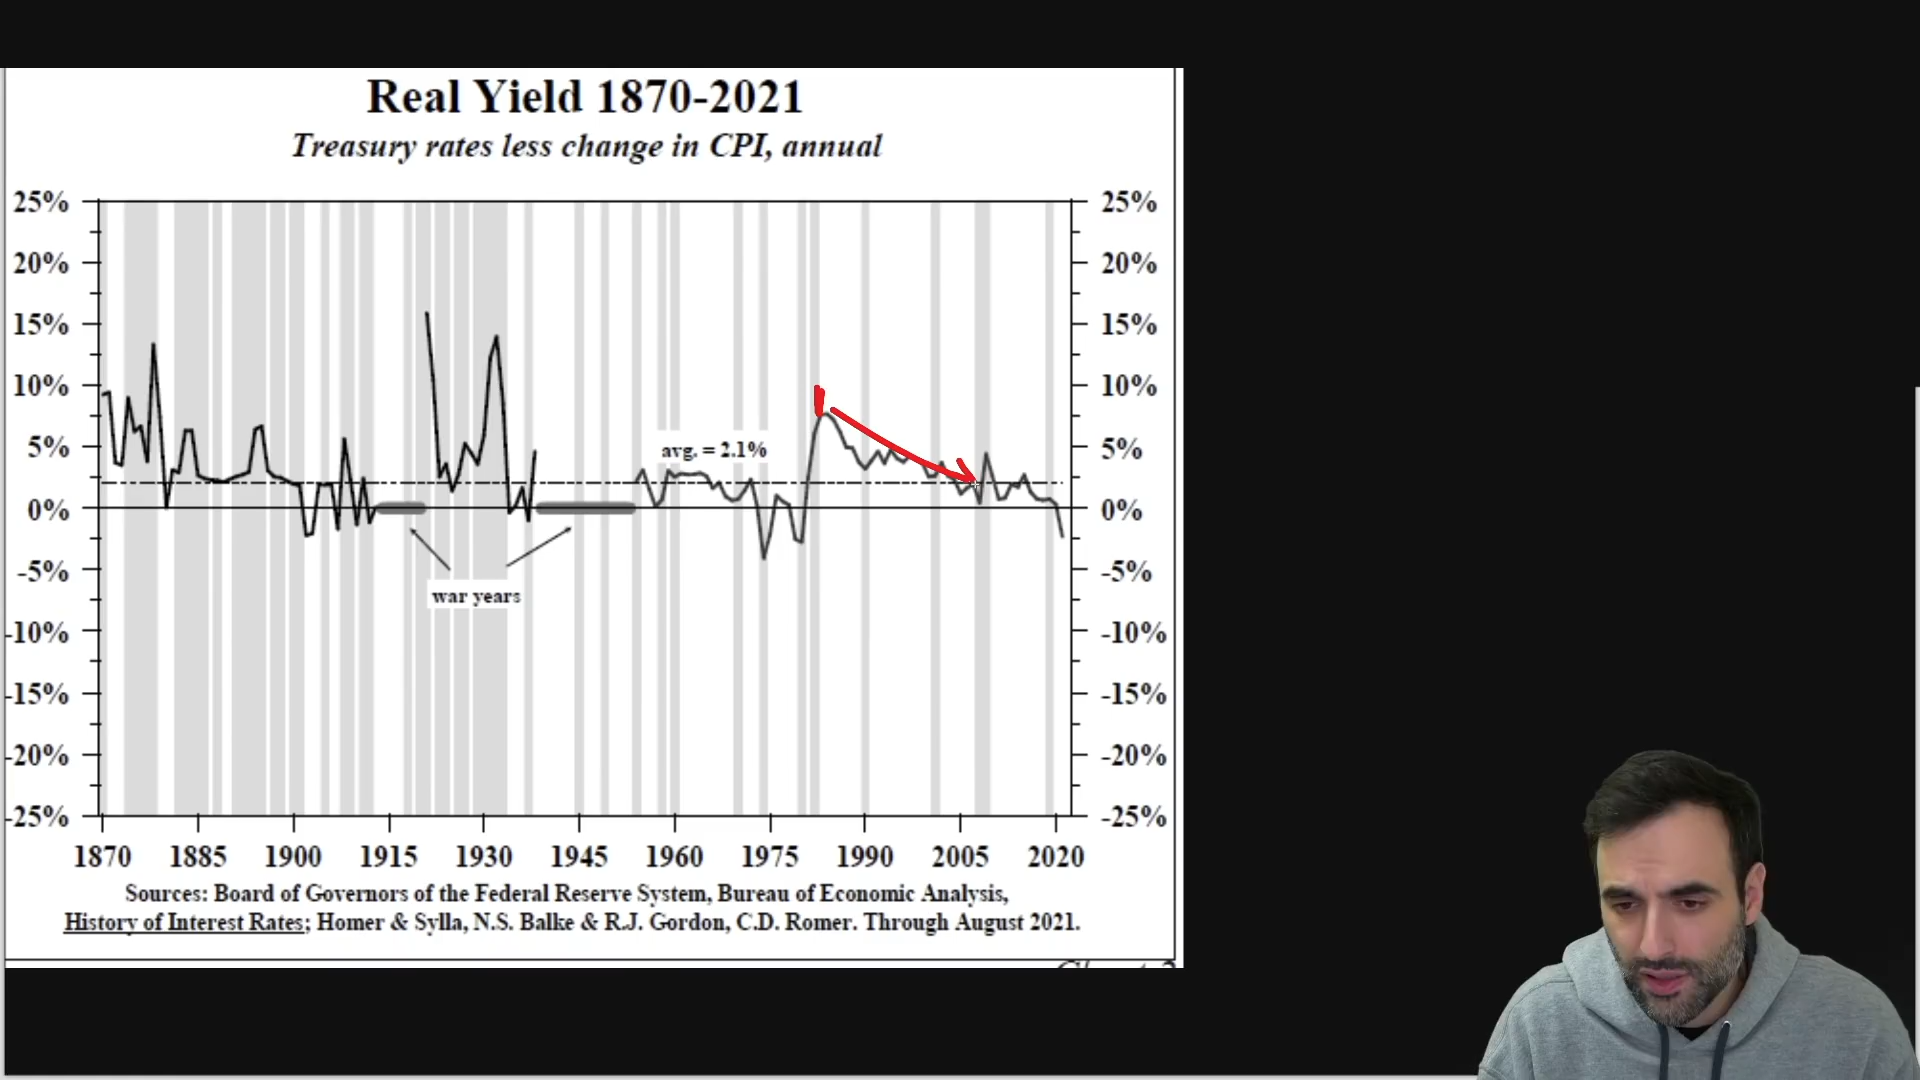 Real Yield 1870-2021
Treasury rates less change in CPI, annual
25% 25%
20% 20%
15% 15%
10% 10%
5% 5%
avg. = 2.1%
0% 0%
-5% -5%
war years
-10% -10%
-15% -15%
-20% -20%
-25% -25%
1870 1885 1900 1915 1930 1945 1960 1975 1990 2005 2020
Sources: Board of Governors of the Federal Reserve System, Bureau of Economic Analysis,
History of Interest Rates; Homer & Sylla, N.S. Balke & R.J. Gordon, C.D. Romer. Through August 2021.